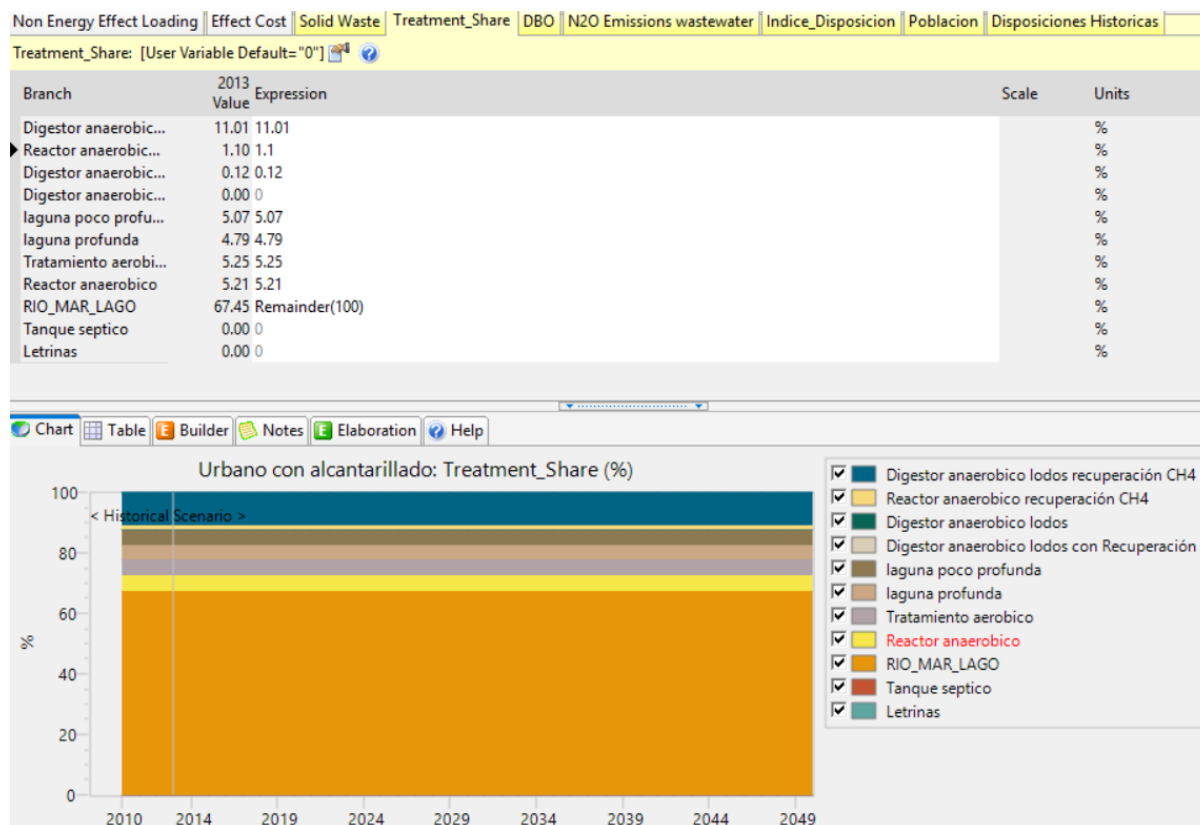 Non Energy Effect Loading Effect Cost Solid Waste Treatment_Share DBO N2O Emissions wastewater Indice_Disposicion Poblacion Disposiciones Historicas
Treatment_Share: [User Variable Default="0"]
Branch 2013 Value Expression Scale Units
Digestor anaerobic... 11.01 11.01 %
Reactor anaerobic... 1.10 1.1 %
Digestor anaerobic... 0.12 0.12 %
Digestor anaerobic... 0.00 0 %
laguna poco profu... 5.07 5.07 %
laguna profunda 4.79 4.79 %
Tratamiento aerobi... 5.25 5.25 %
Reactor anaerobico 5.21 5.21 %
RIO_MAR_LAGO 67.45 Remainder(100) %
Tanque septico 0.00 0 %
Letrinas 0.00 0 %
Chart Table Builder Notes Elaboration Help
Urbano con alcantarillado: Treatment_Share (%)
100
80
60
40
20
0
%
< Historical Scenario >
2010 2014 2019 2024 2029 2034 2039 2044 2049
Digestor anaerobico lodos recuperación CH4
Reactor anaerobico recuperación CH4
Digestor anaerobico lodos
Digestor anaerobico lodos con Recuperación
laguna poco profunda
laguna profunda
Tratamiento aerobico
Reactor anaerobico
RIO_MAR_LAGO
Tanque septico
Letrinas